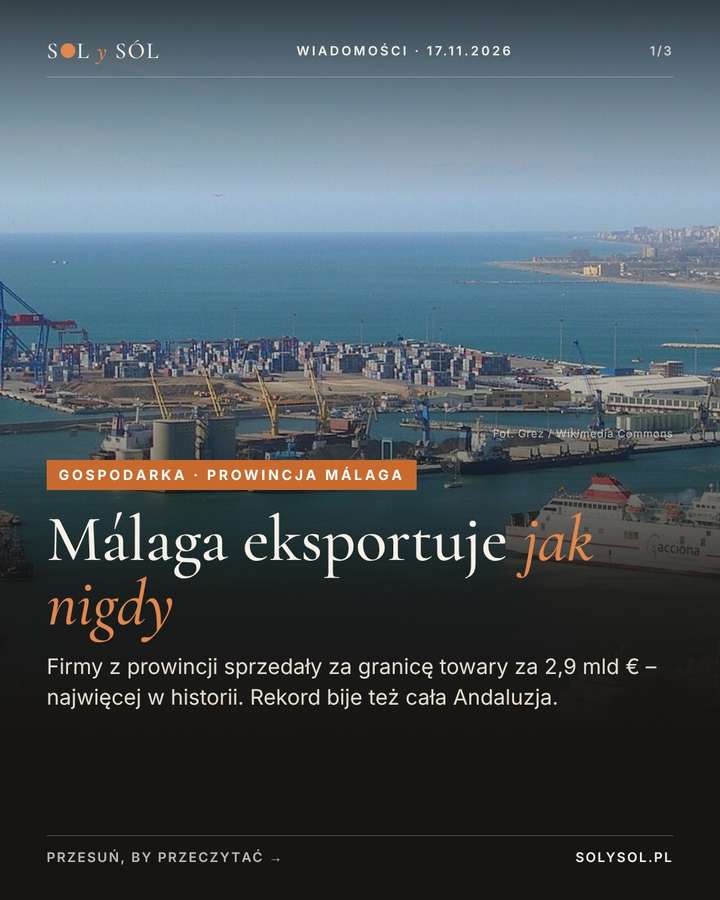 SOL y SÓL
WIADOMOŚCI · 17.11.2026
1/3
Fot. Grez / Wikimedia Commons
GOSPODARKA · PROWINCJA MÁLAGA
Málaga eksportuje jak
nigdy
Firmy z prowincji sprzedały za granicę towary za 2,9 mld € –
najwięcej w historii. Rekord bije też cała Andaluzja.
acciona
PRZESUŃ, BY PRZECZYTAĆ →
SOLYSOL.PL